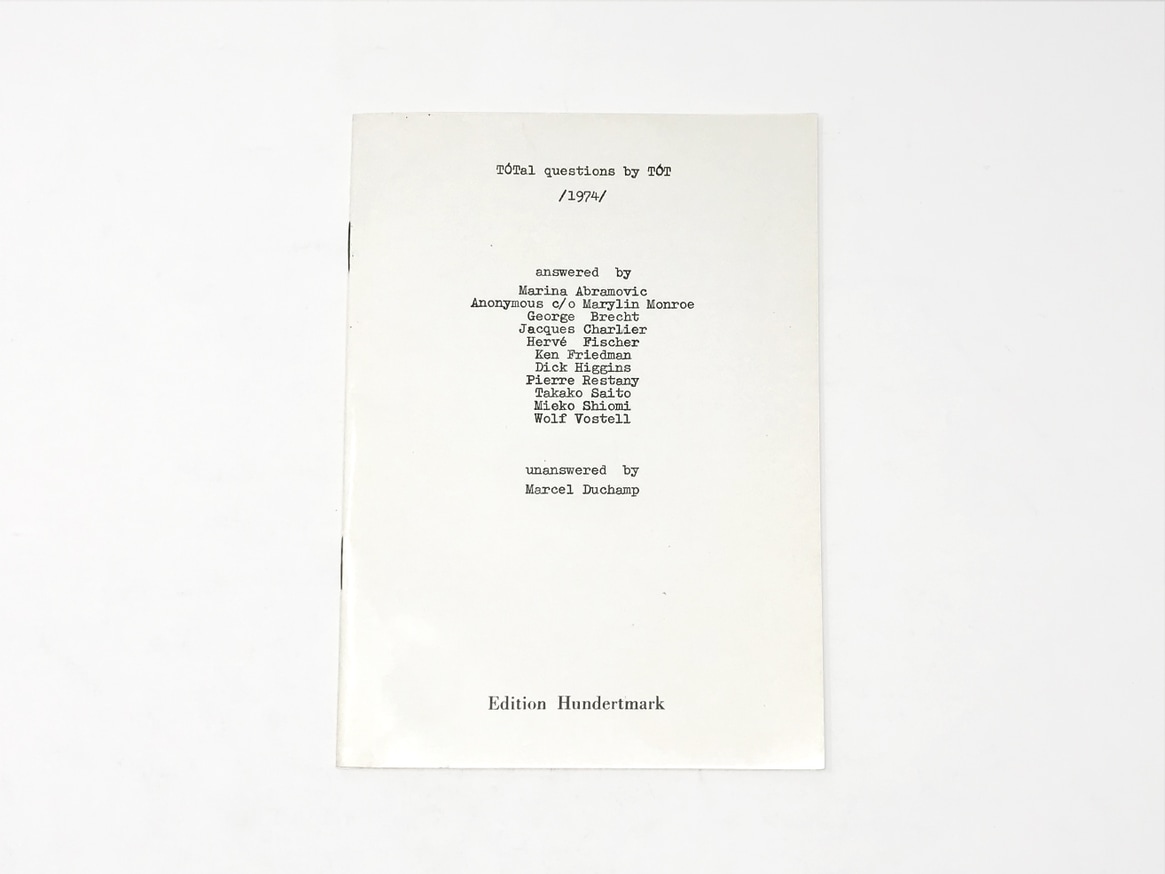 TÓTal questions by TÓT
/1974/
answered by
Marina Abramovic
Anonymous c/o Marylin Monroe
George Brecht
Jacques Charlier
Hervé Fischer
Ken Friedman
Dick Higgins
Pierre Restany
Takako Saito
Mieko Shiomi
Wolf Vostell
unanswered by
Marcel Duchamp
Edition Hundertmark